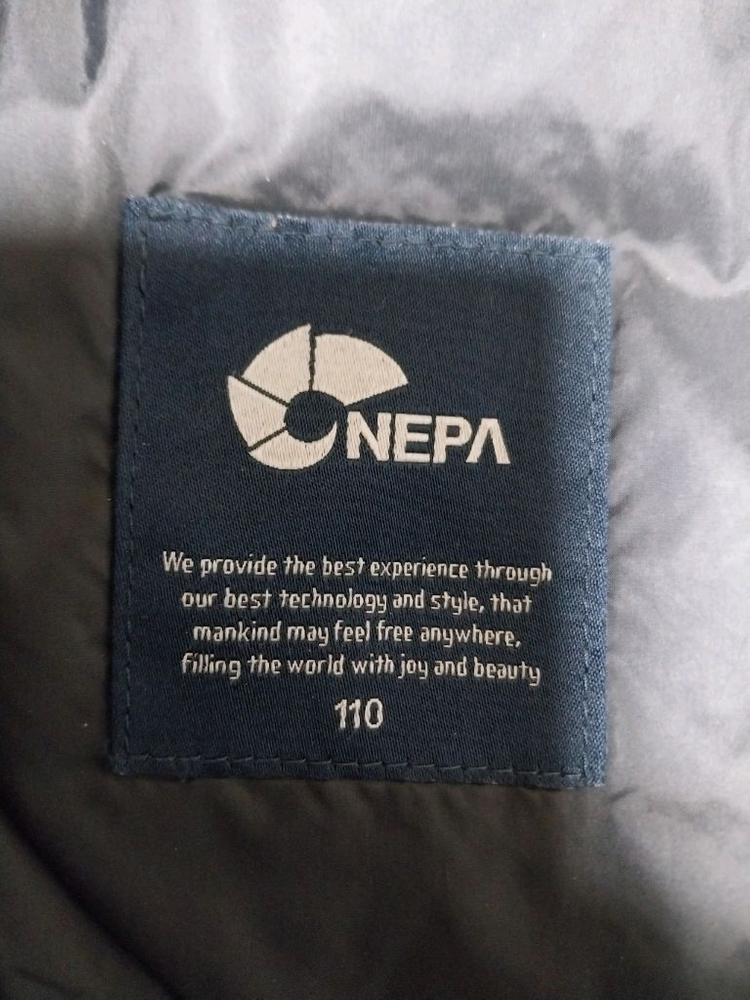 NEPA
We provide the best experience through
our best technology and style, that
mankind may feel free anywhere,
filling the world with joy and beauty
110